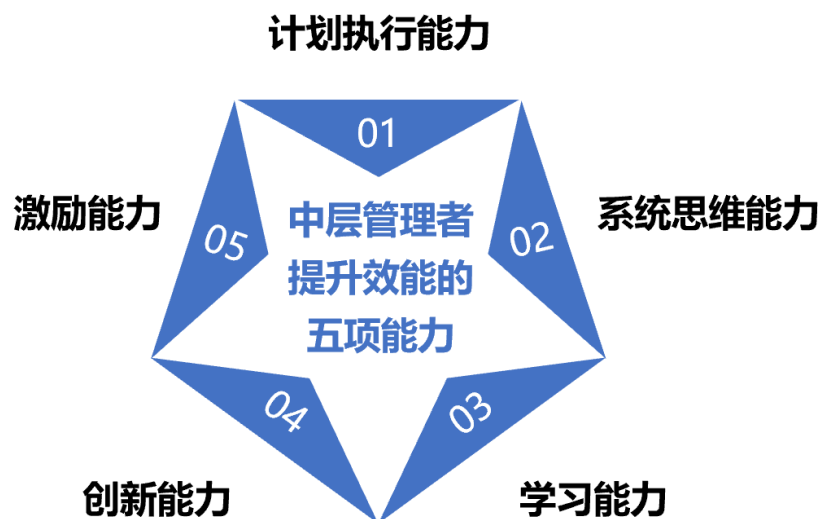 计划执行能力
01
激励能力
05
中层管理者
提升效能的
五项能力
02
系统思维能力
04
03
创新能力
学习能力